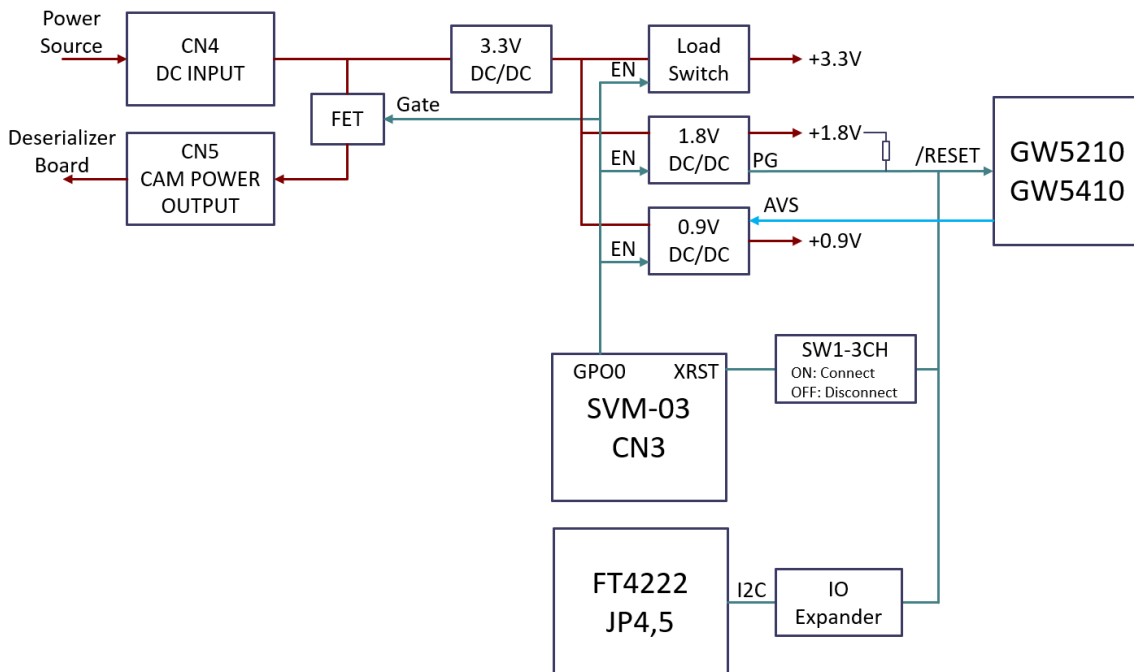 Power
Source
CN4
DC INPUT
3.3V
DC/DC
Load
Switch
+3.3V
EN
FET
Gate
Deserializer
Board
CN5
CAM POWER
OUTPUT
1.8V
DC/DC
+1.8V
EN
PG
/RESET
GW5210
GW5410
AVS
0.9V
DC/DC
+0.9V
EN
GPO0
XRST
SVM-03
CN3
SW1-3CH
ON: Connect
OFF: Disconnect
FT4222
JP4,5
I2C
IO
Expander